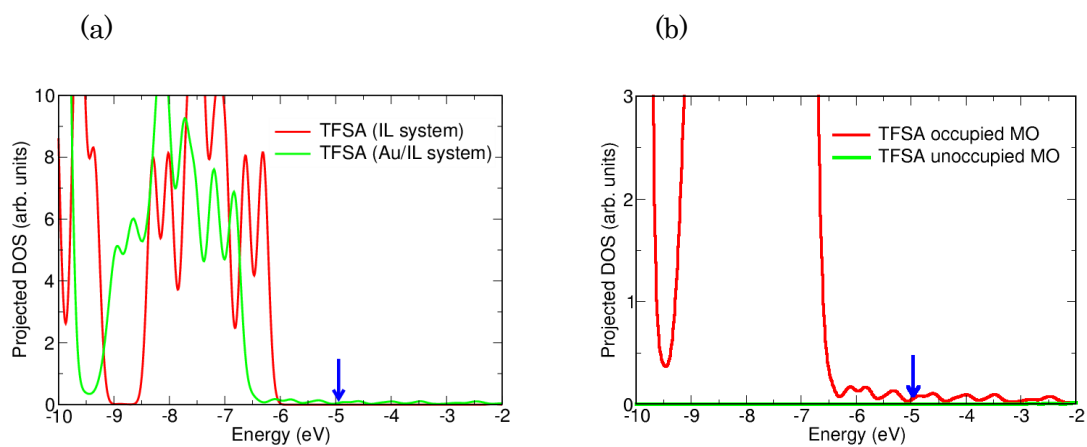 (a)
(b)
10
8
6
4
2
0
Projected DOS (arb. units)
TFSA (IL system)
TFSA (Au/IL system)
-10 -9 -8 -7 -6 -5 -4 -3 -2
Energy (eV)
3
2
1
0
Projected DOS (arb. units)
TFSA occupied MO
TFSA unoccupied MO
-10 -9 -8 -7 -6 -5 -4 -3 -2
Energy (eV)